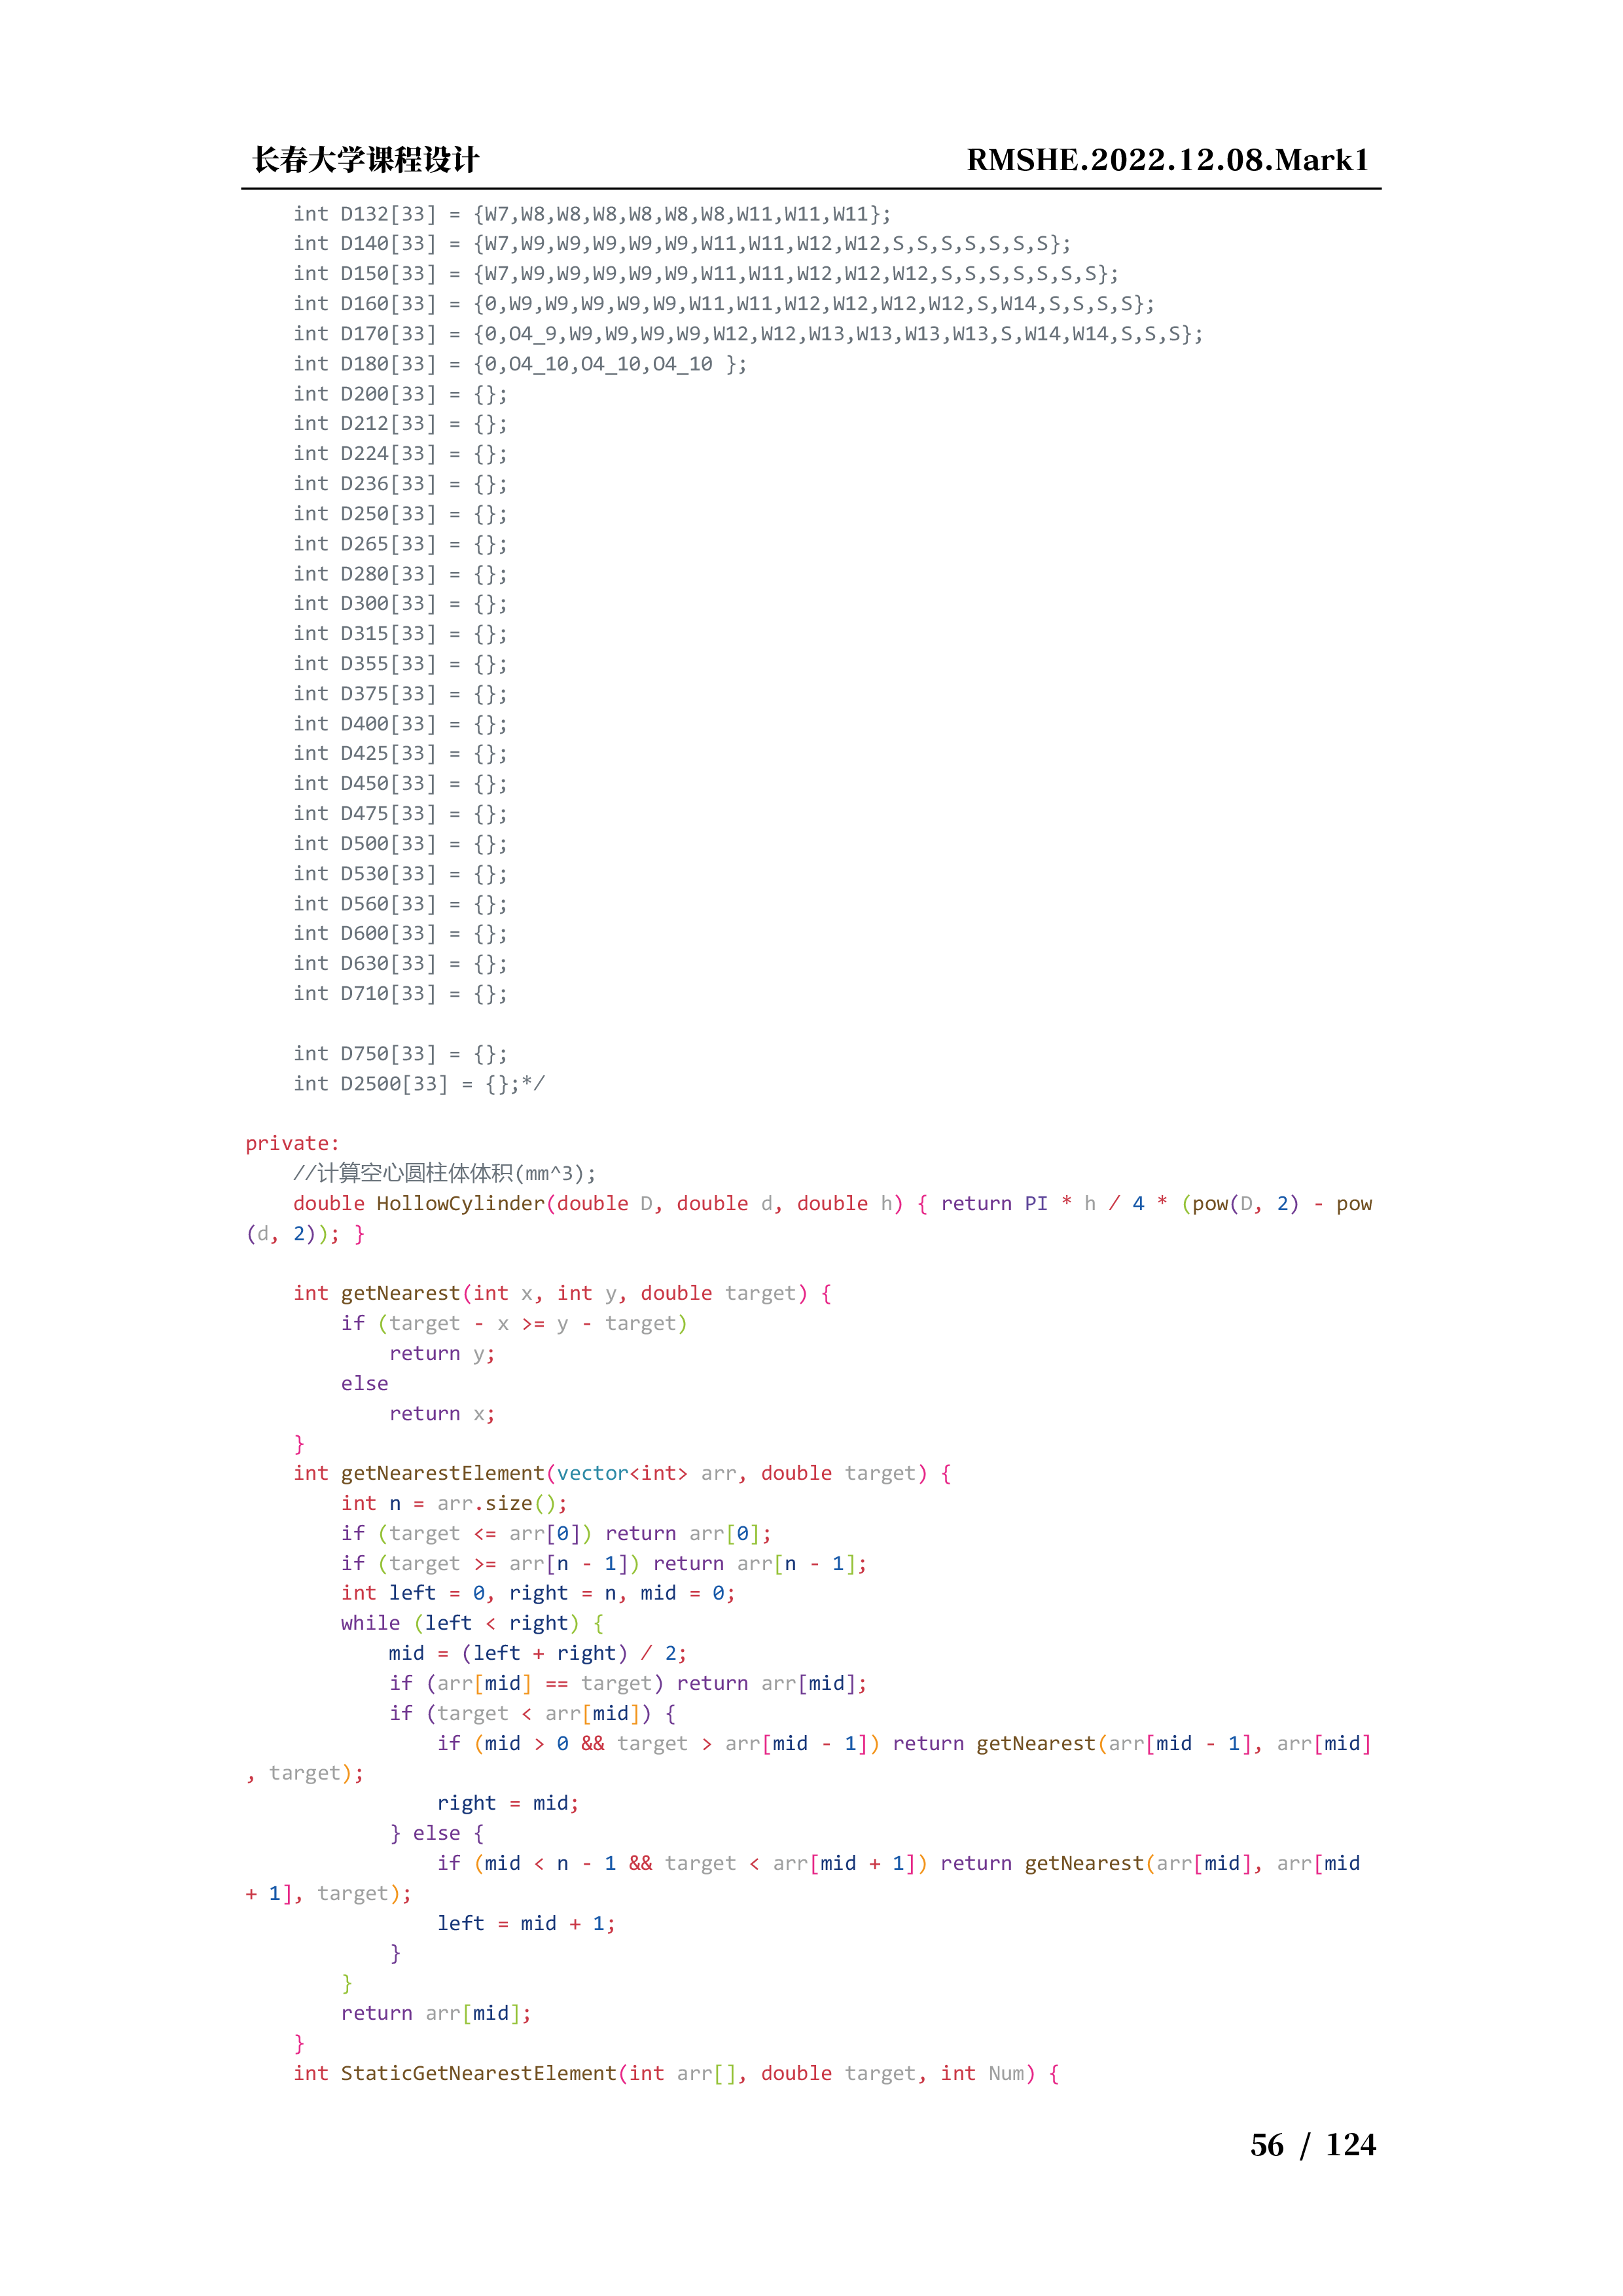 长春大学课程设计 RMSHE.2022.12.08.Mark1
    int D132[33] = {W7,W8,W8,W8,W8,W8,W8,W11,W11,W11};
    int D140[33] = {W7,W9,W9,W9,W9,W9,W11,W11,W12,W12,S,S,S,S,S,S,S};
    int D150[33] = {W7,W9,W9,W9,W9,W9,W11,W11,W12,W12,W12,S,S,S,S,S,S,S};
    int D160[33] = {0,W9,W9,W9,W9,W9,W11,W11,W12,W12,W12,W12,S,W14,S,S,S,S};
    int D170[33] = {0,O4_9,W9,W9,W9,W9,W12,W12,W13,W13,W13,W13,S,W14,W14,S,S,S};
    int D180[33] = {0,O4_10,O4_10,O4_10 };
    int D200[33] = {};
    int D212[33] = {};
    int D224[33] = {};
    int D236[33] = {};
    int D250[33] = {};
    int D265[33] = {};
    int D280[33] = {};
    int D300[33] = {};
    int D315[33] = {};
    int D355[33] = {};
    int D375[33] = {};
    int D400[33] = {};
    int D425[33] = {};
    int D450[33] = {};
    int D475[33] = {};
    int D500[33] = {};
    int D530[33] = {};
    int D560[33] = {};
    int D600[33] = {};
    int D630[33] = {};
    int D710[33] = {};

    int D750[33] = {};
    int D2500[33] = {};*/

private:
    //计算空心圆柱体体积(mm^3);
    double HollowCylinder(double D, double d, double h) { return PI * h / 4 * (pow(D, 2) - pow
(d, 2)); }

    int getNearest(int x, int y, double target) {
        if (target - x >= y - target)
            return y;
        else
            return x;
    }
    int getNearestElement(vector<int> arr, double target) {
        int n = arr.size();
        if (target <= arr[0]) return arr[0];
        if (target >= arr[n - 1]) return arr[n - 1];
        int left = 0, right = n, mid = 0;
        while (left < right) {
            mid = (left + right) / 2;
            if (arr[mid] == target) return arr[mid];
            if (target < arr[mid]) {
                if (mid > 0 && target > arr[mid - 1]) return getNearest(arr[mid - 1], arr[mid]
, target);
                right = mid;
            } else {
                if (mid < n - 1 && target < arr[mid + 1]) return getNearest(arr[mid], arr[mid
+ 1], target);
                left = mid + 1;
            }
        }
        return arr[mid];
    }
    int StaticGetNearestElement(int arr[], double target, int Num) {
56 / 124